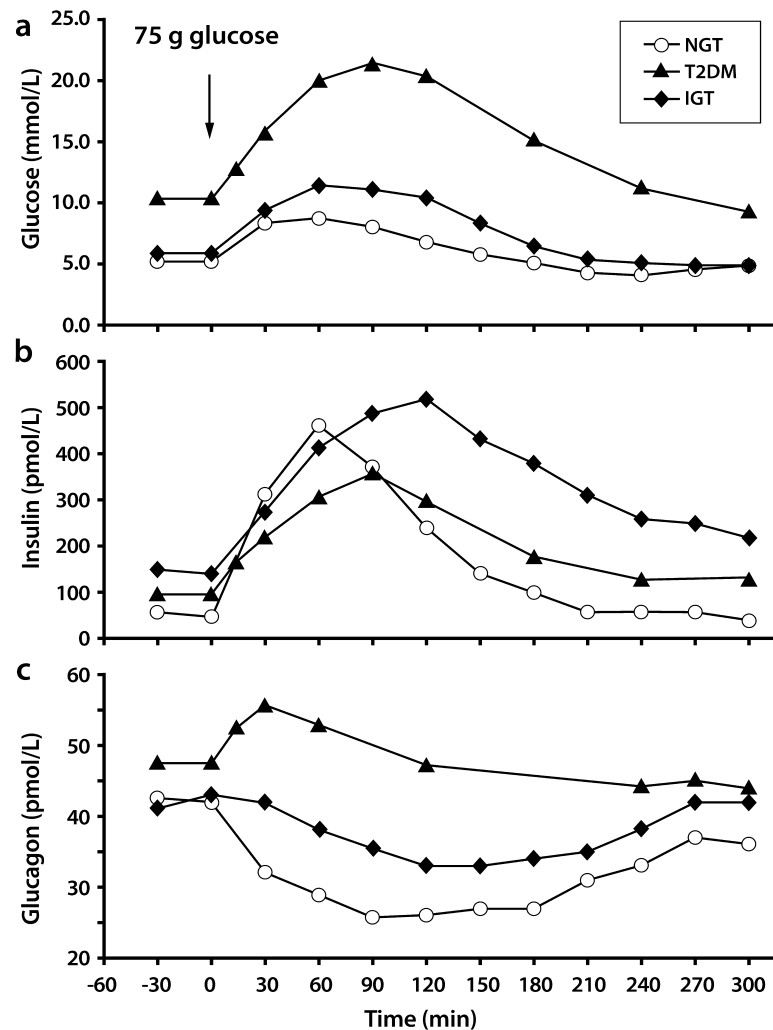 a
75 g glucose
NGT
T2DM
IGT
Glucose (mmol/L)
25.0
20.0
15.0
10.0
5.0
0.0
b
Insulin (pmol/L)
600
500
400
300
200
100
0
c
Glucagon (pmol/L)
60
50
40
30
20
-60 -30 0 30 60 90 120 150 180 210 240 270 300
Time (min)